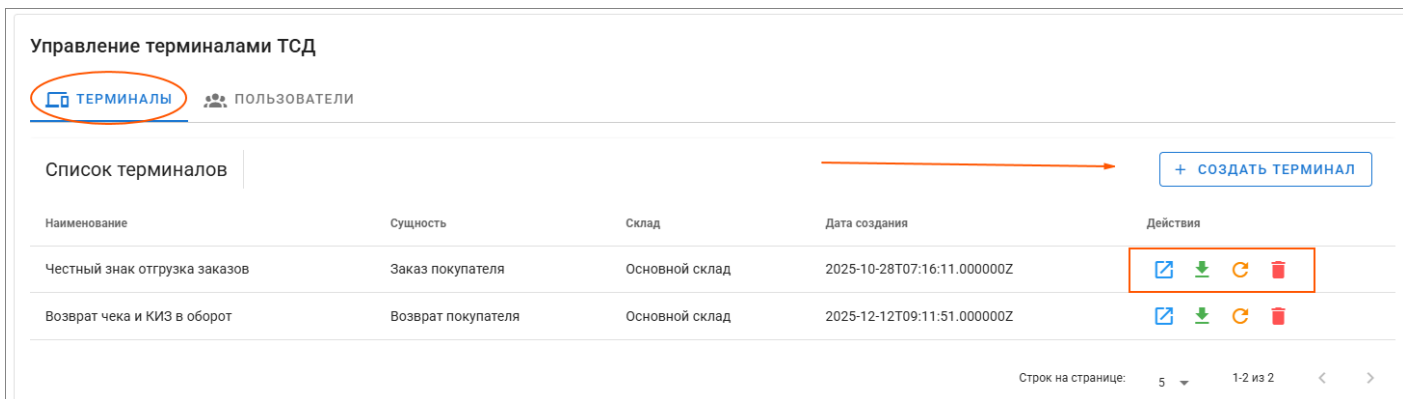 Управление терминалами ТСД
ТЕРМИНАЛЫ ПОЛЬЗОВАТЕЛИ
Список терминалов + СОЗДАТЬ ТЕРМИНАЛ
Наименование Сущность Склад Дата создания Действия
Честный знак отгрузка заказов Заказ покупателя Основной склад 2025-10-28T07:16:11.000000Z
Возврат чека и КИЗ в оборот Возврат покупателя Основной склад 2025-12-12T09:11:51.000000Z
Строк на странице: 5 1-2 из 2